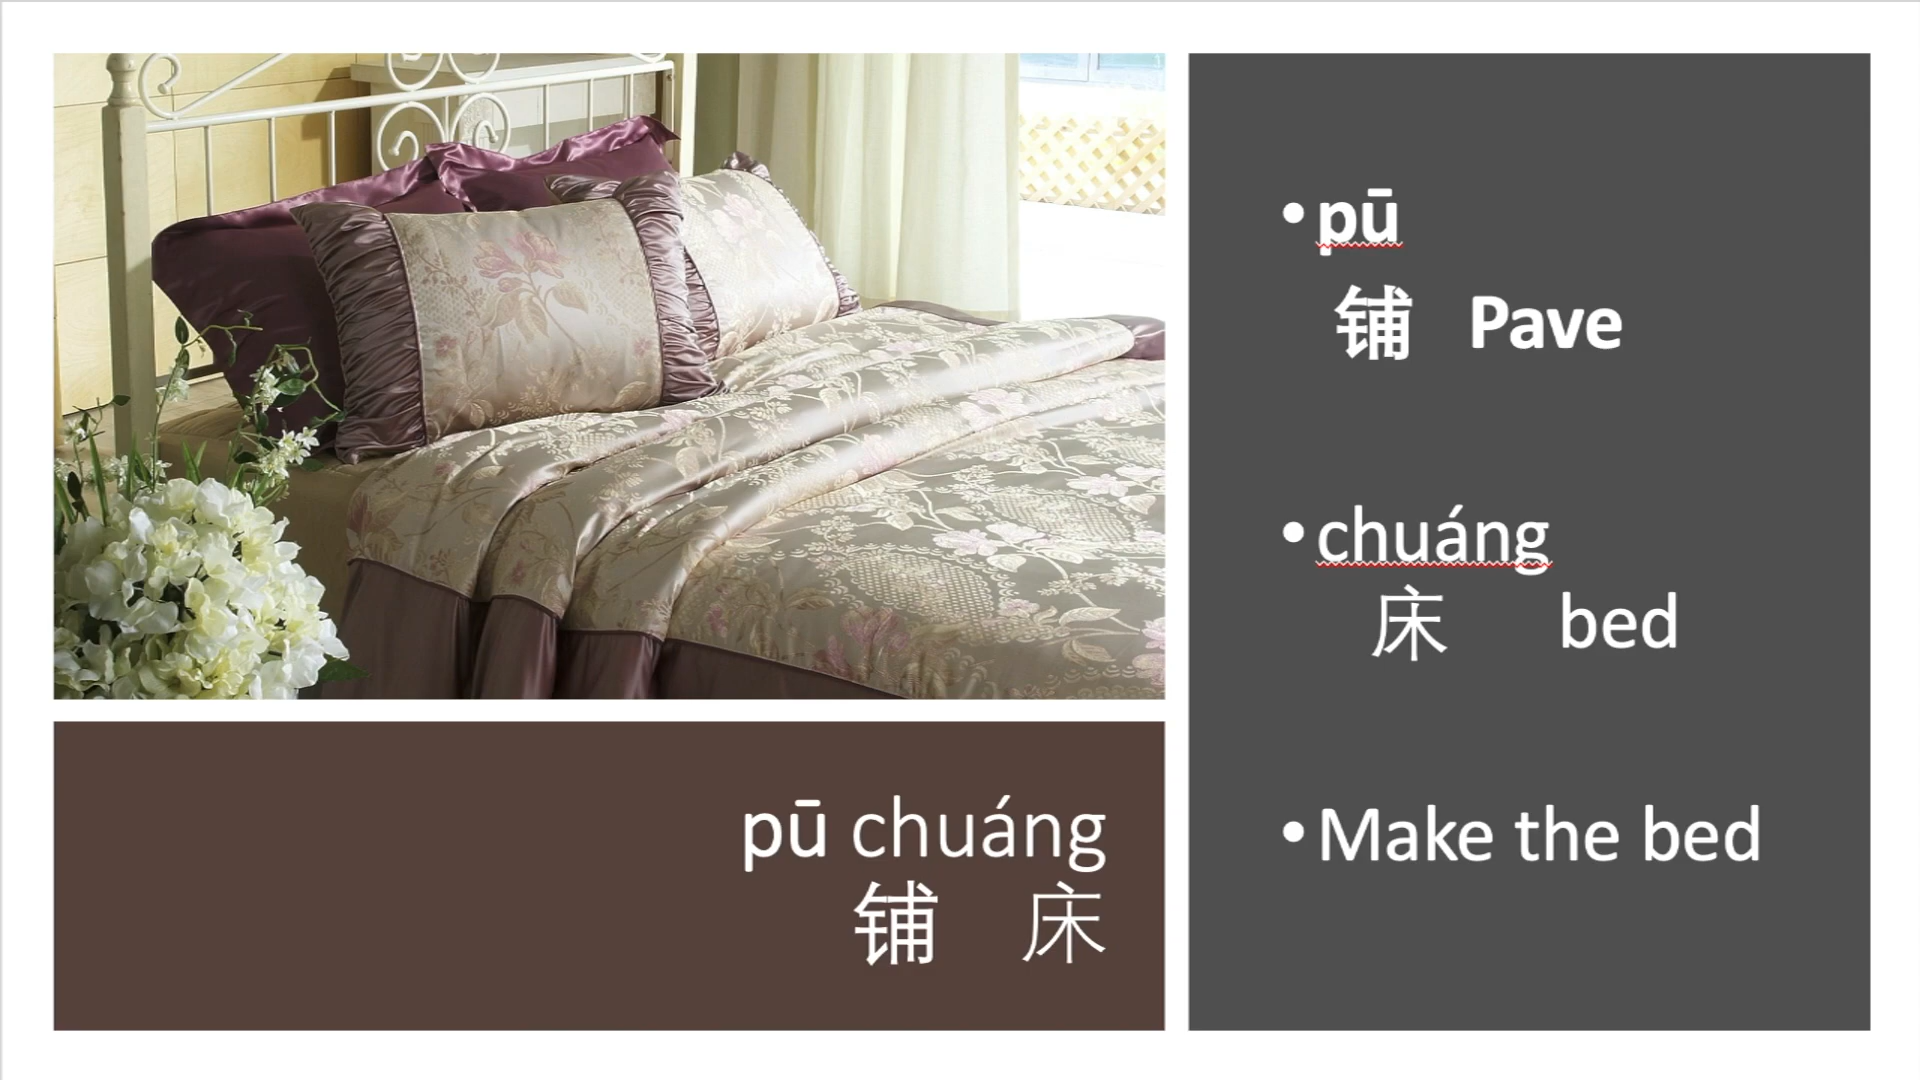 • pū
铺 Pave
• chuáng
床 bed
• Make the bed
pū chuáng
铺 床